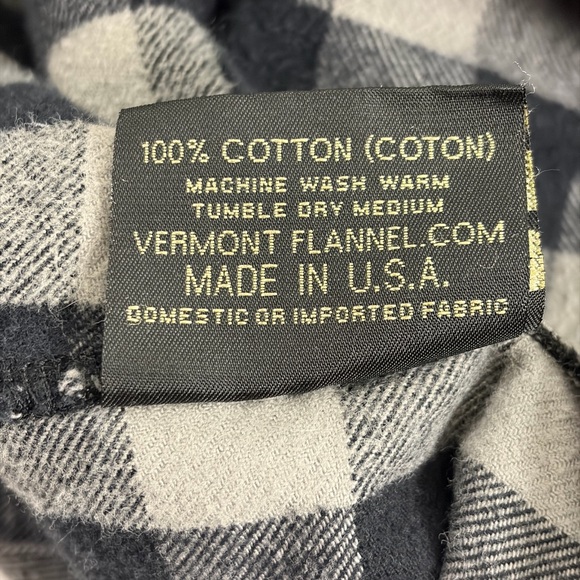 100% COTTON (COTON)
MACHINE WASH WARM
TUMBLE DRY MEDIUM
VERMONT FLANNEL.COM
MADE IN U.S.A.
DOMESTIC OR IMPORTED FABRIC